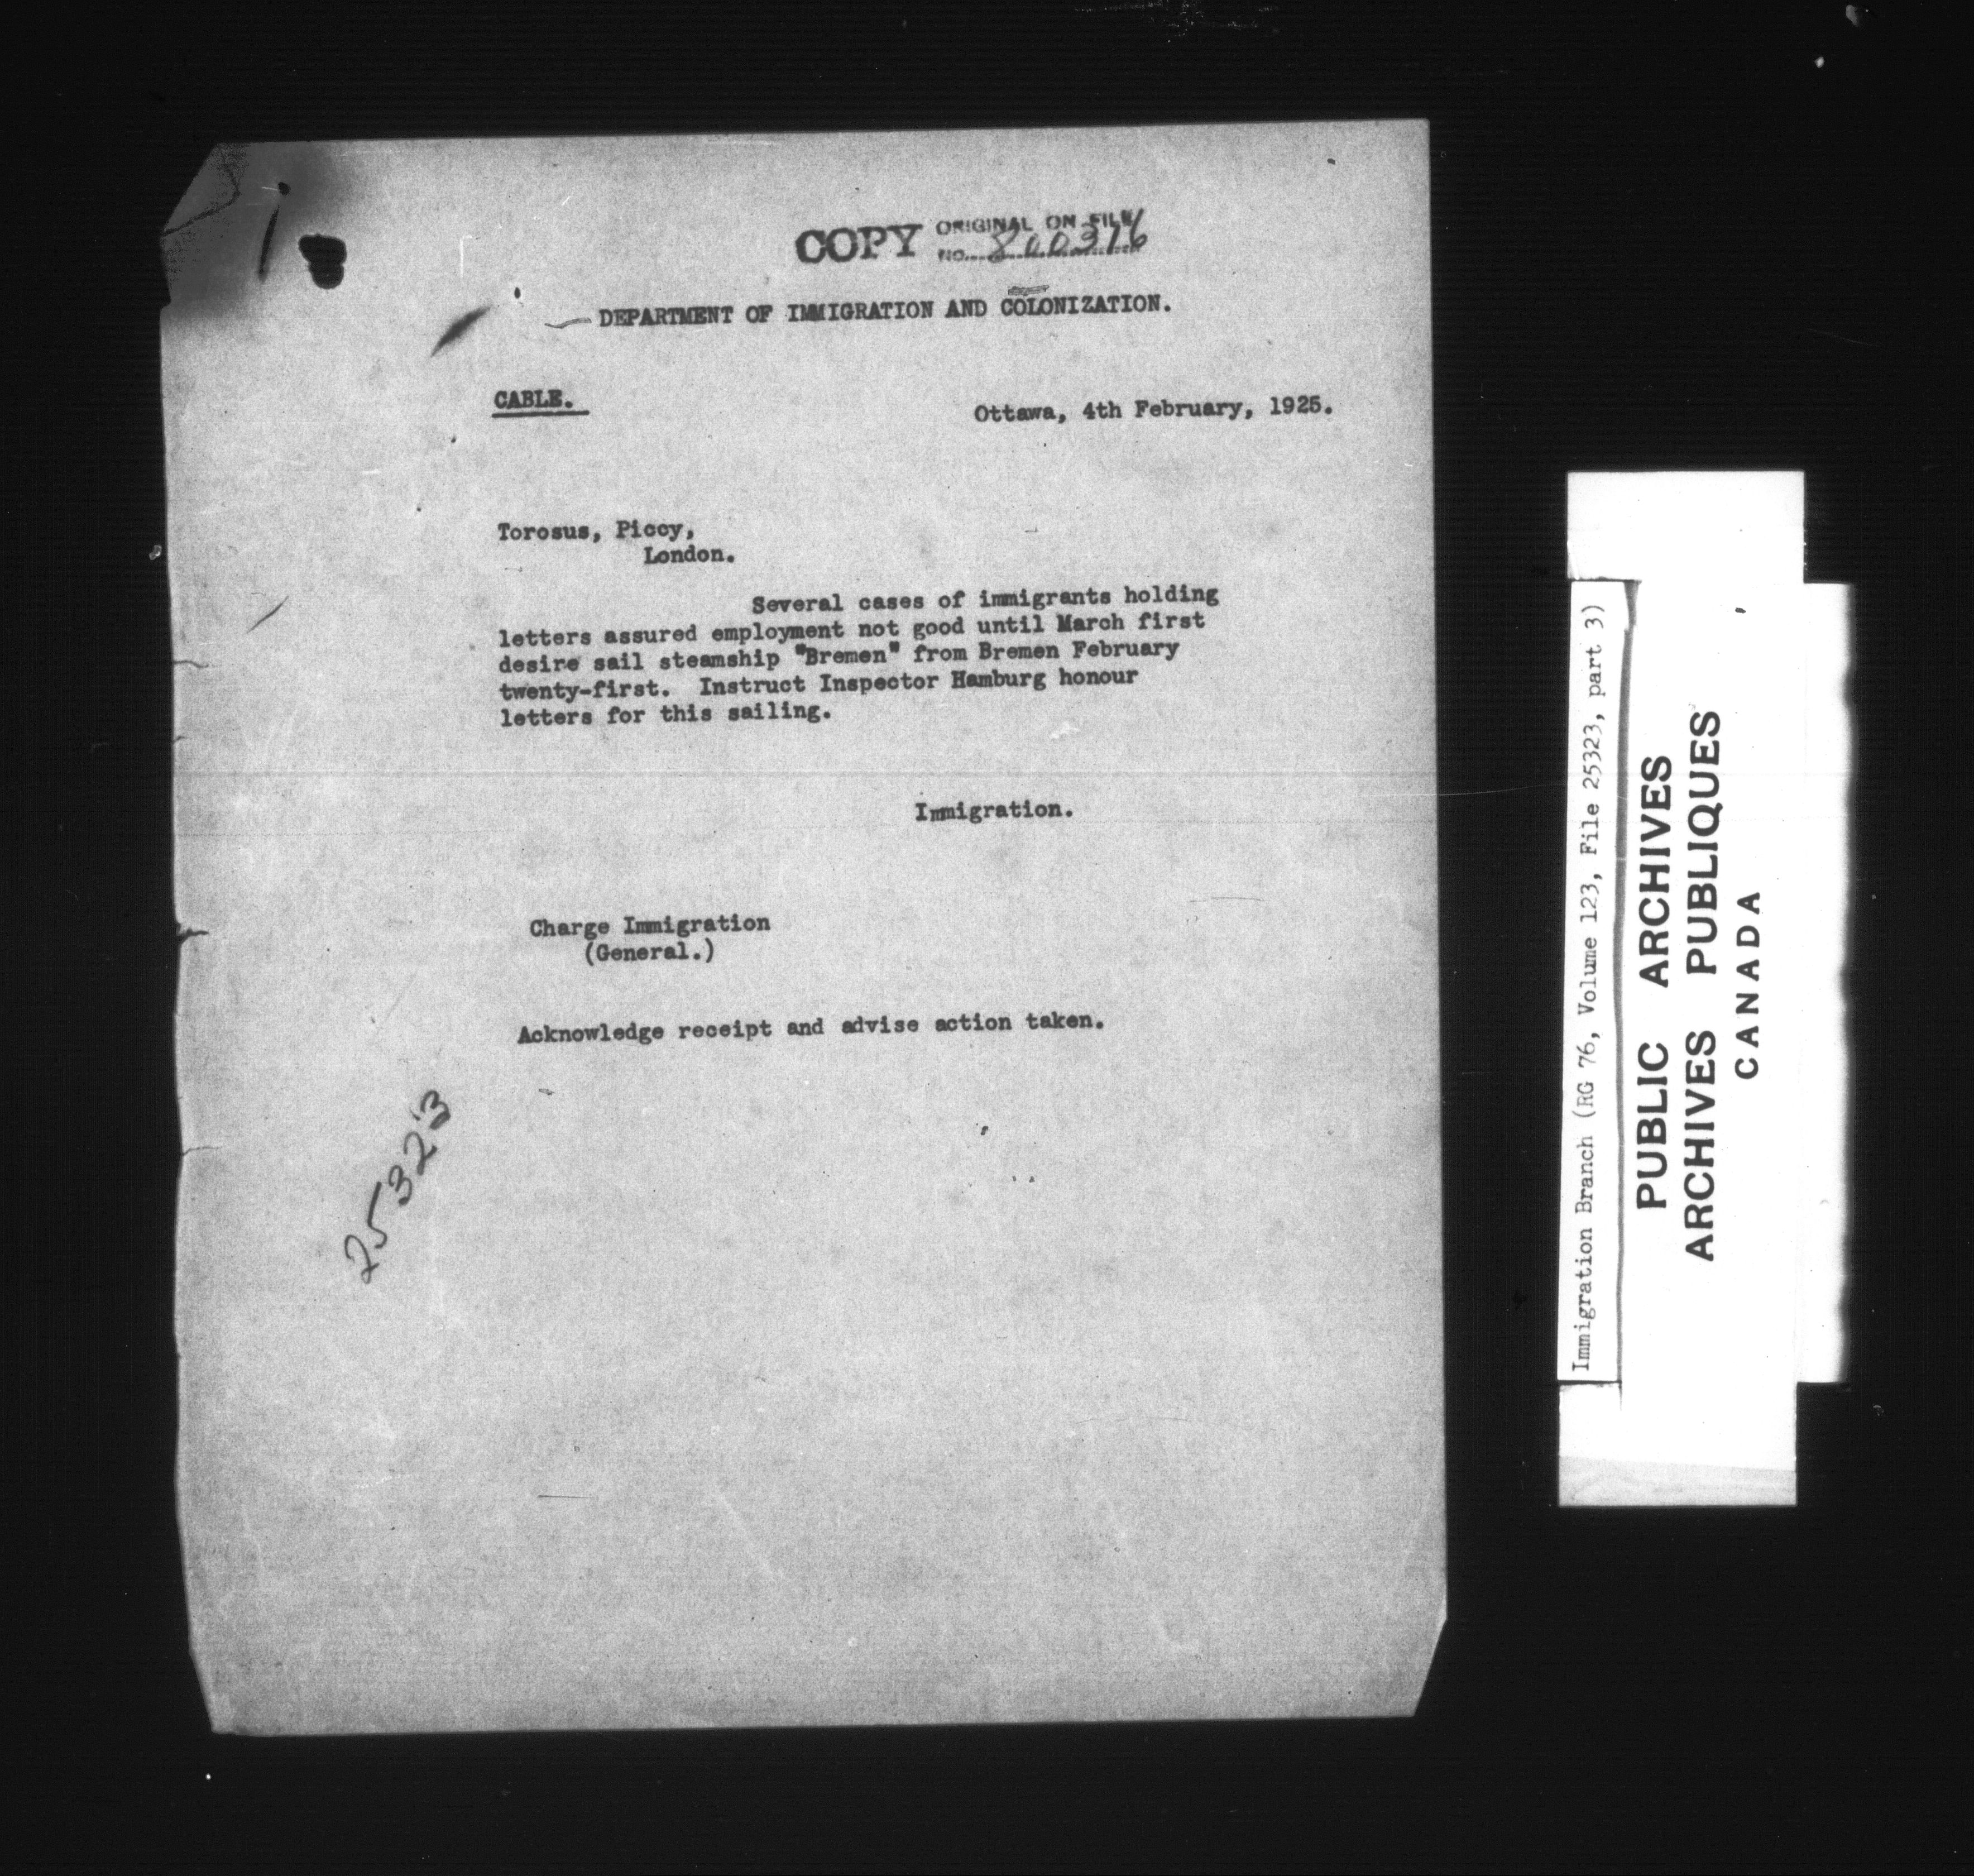 COPY ORIGINAL ON FILE
NO. 800316
DEPARTMENT OF IMMIGRATION AND COLONIZATION.
CABLE.
Ottawa, 4th February, 1925.
Torosus, Piccy,
London.
Several cases of immigrants holding
letters assured employment not good until March first
desire sail steamship "Bremen" from Bremen February
twenty-first. Instruct Inspector Hamburg honour
letters for this sailing.
Immigration.
Charge Immigration
(General.)
Acknowledge receipt and advise action taken.
25323
Immigration Branch (RG 76, Volume 123, File 25323, part 3)
PUBLIC ARCHIVES
ARCHIVES PUBLIQUES
CANADA